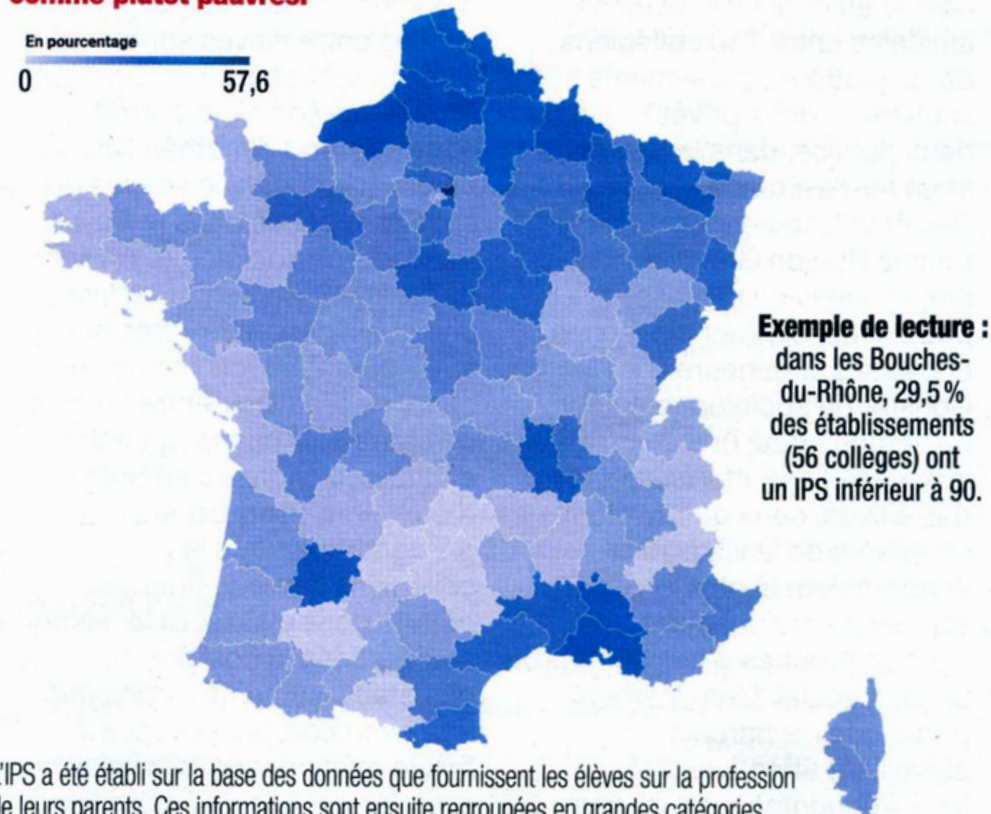 comme plutôt pauvres.
En pourcentage
0 57,6
Exemple de lecture :
dans les Bouches-
du-Rhône, 29,5 %
des établissements
(56 collèges) ont
un IPS inférieur à 90.
'IPS a été établi sur la base des données que fournissent les élèves sur la profession
de leurs parents. Ces informations sont ensuite regroupées en grandes catégories